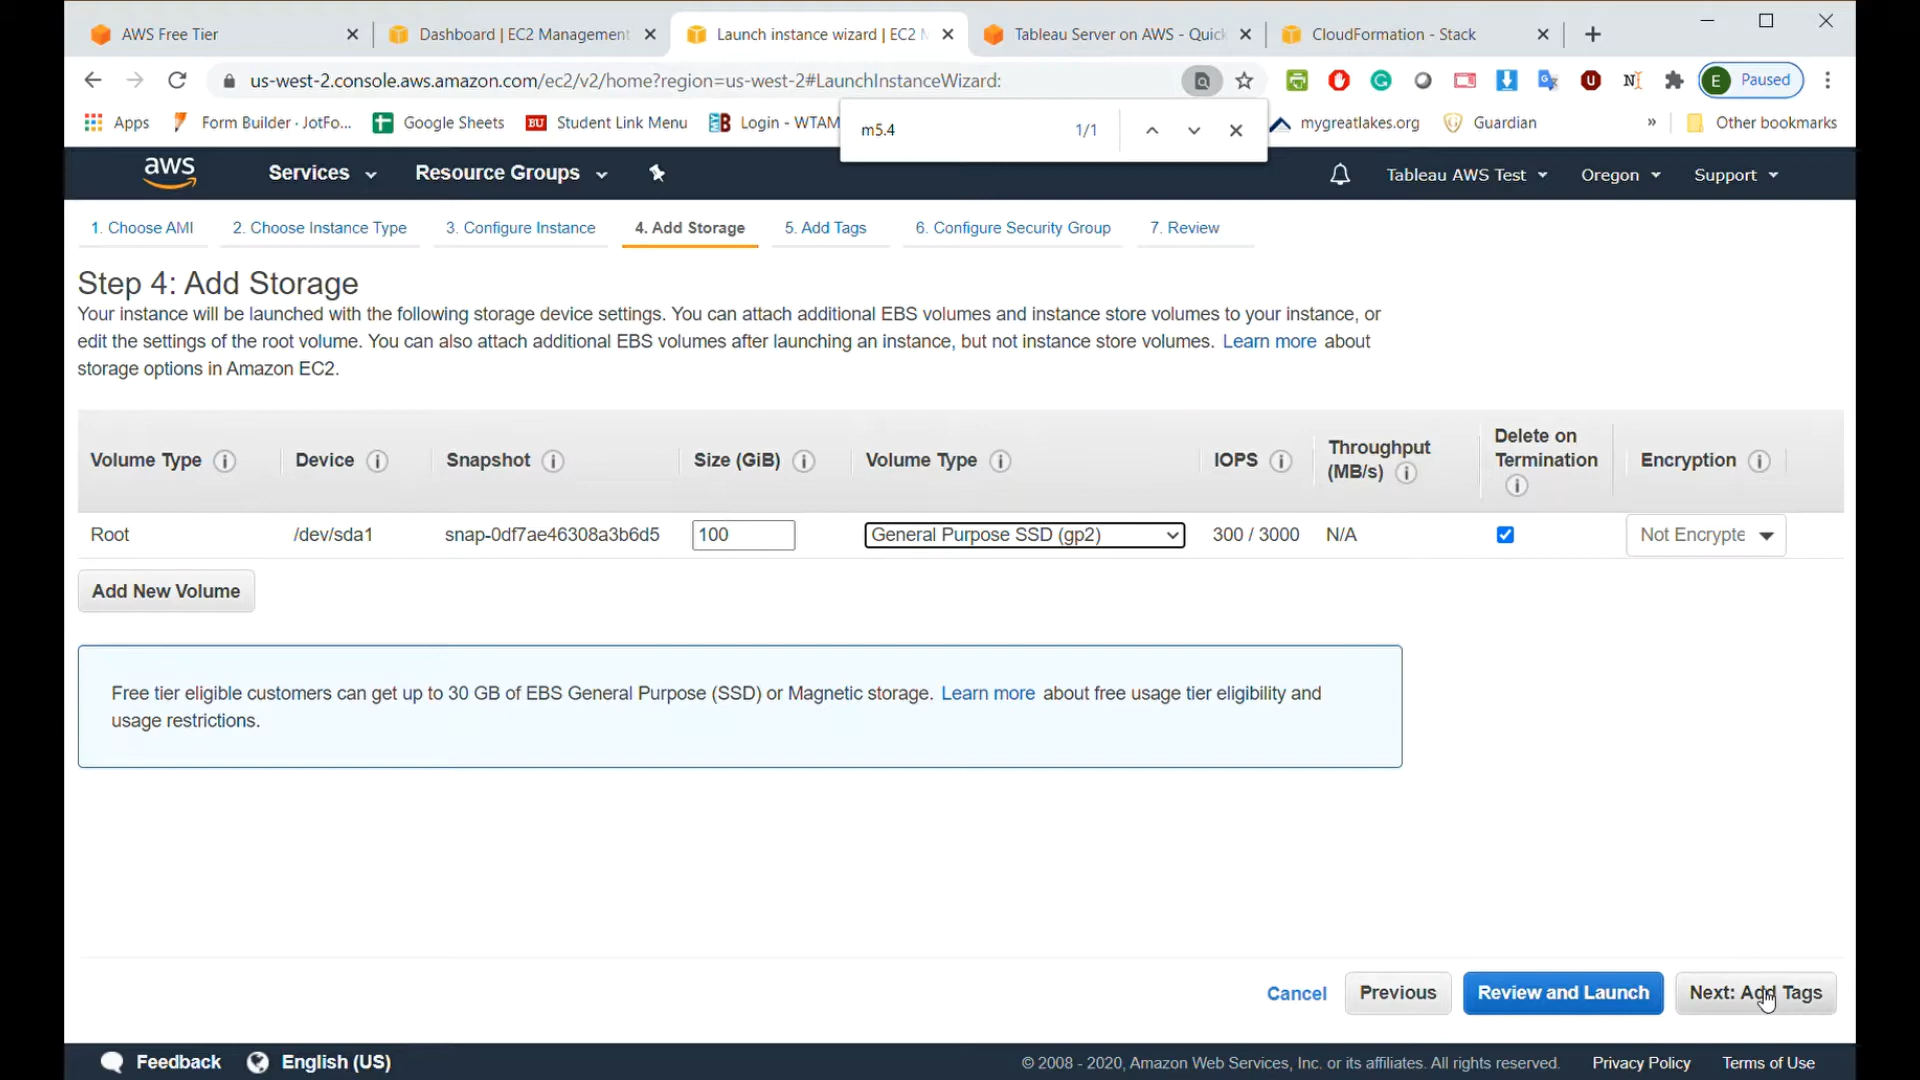 AWS Free Tier
Dashboard | EC2 Management
Launch instance wizard | EC2 M
Tableau Server on AWS - Quick
CloudFormation - Stack
us-west-2.console.aws.amazon.com/ec2/v2/home?region=us-west-2#LaunchInstanceWizard:
E Paused
Apps
Form Builder · JotFo...
Google Sheets
BU Student Link Menu
Login - WTAM
m5.4
1/1
mygreatlakes.org
Guardian
»
Other bookmarks
aws
Services
Resource Groups
Tableau AWS Test
Oregon
Support
1. Choose AMI
2. Choose Instance Type
3. Configure Instance
4. Add Storage
5. Add Tags
6. Configure Security Group
7. Review
Step 4: Add Storage
Your instance will be launched with the following storage device settings. You can attach additional EBS volumes and instance store volumes to your instance, or
edit the settings of the root volume. You can also attach additional EBS volumes after launching an instance, but not instance store volumes. Learn more about
storage options in Amazon EC2.
Volume Type
Device
Snapshot
Size (GiB)
Volume Type
IOPS
Throughput
(MB/s)
Delete on
Termination
Encryption
Root
/dev/sda1
snap-0df7ae46308a3b6d5
100
General Purpose SSD (gp2)
300 / 3000
N/A
Not Encrypte
Add New Volume
Free tier eligible customers can get up to 30 GB of EBS General Purpose (SSD) or Magnetic storage. Learn more about free usage tier eligibility and
usage restrictions.
Cancel
Previous
Review and Launch
Next: Add Tags
Feedback
English (US)
© 2008 - 2020, Amazon Web Services, Inc. or its affiliates. All rights reserved.
Privacy Policy
Terms of Use